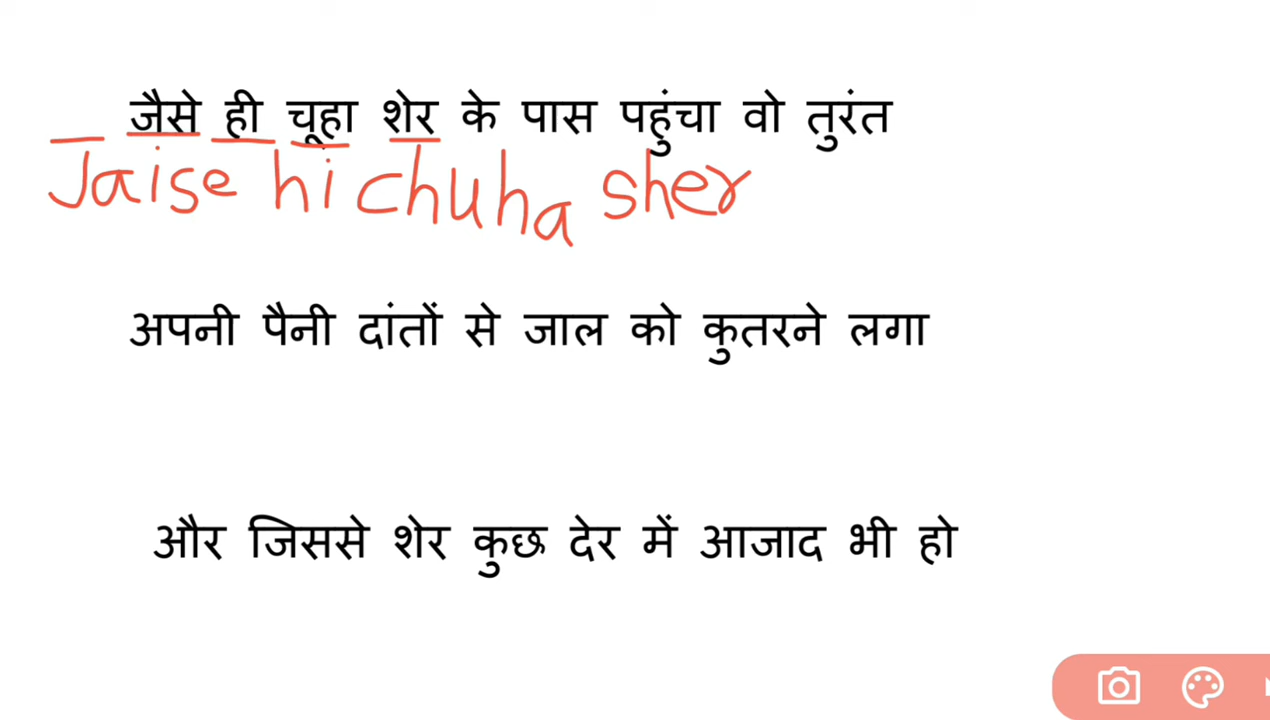 जैसे ही चूहा शेर के पास पहुंचा वो तुरंत
Jaise hi chuha sher
अपनी पैनी दांतों से जाल को कुतरने लगा
और जिससे शेर कुछ देर में आजाद भी हो